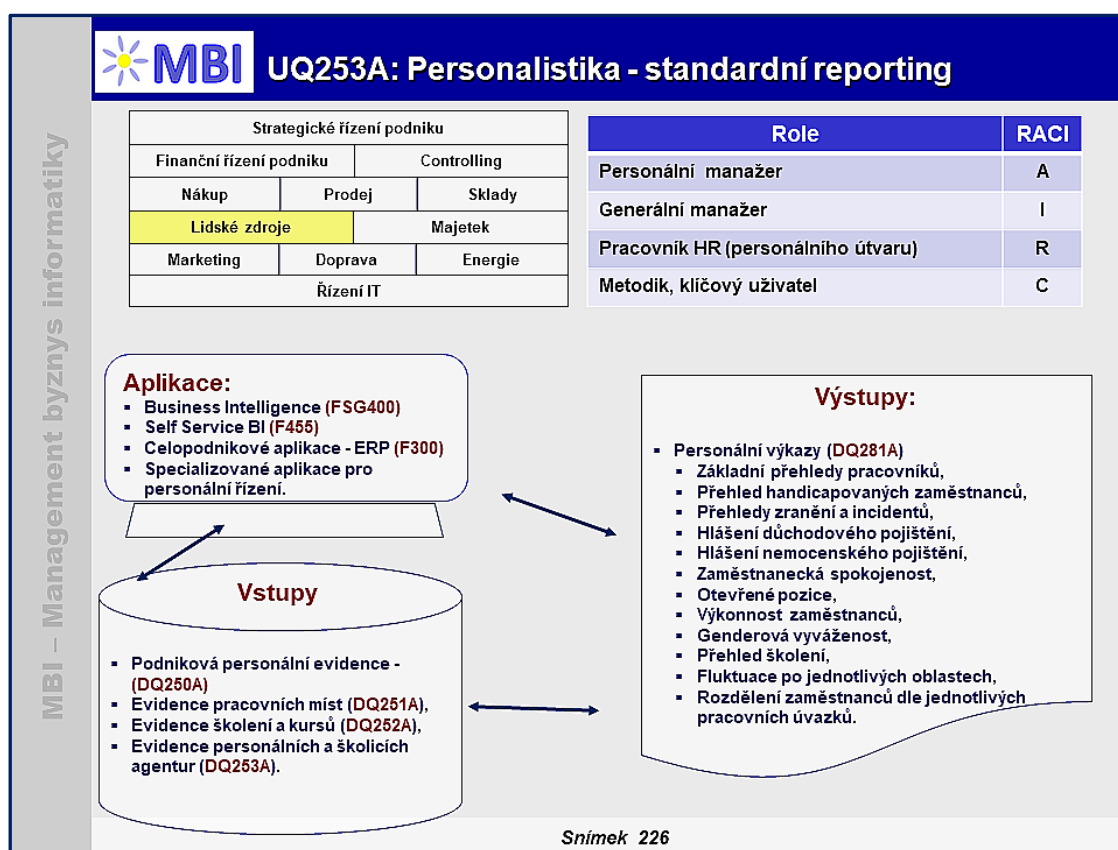 MBI
UQ253A: Personalistika - standardní reporting
MBI – Management byznys informatiky
Strategické řízení podniku
Finanční řízení podniku Controlling
Nákup Prodej Sklady
Lidské zdroje Majetek
Marketing Doprava Energie
Řízení IT
Role RACI
Personální manažer A
Generální manažer I
Pracovník HR (personálního útvaru) R
Metodik, klíčový uživatel C
Aplikace:
▪ Business Intelligence (FSG400)
▪ Self Service BI (F455)
▪ Celopodnikové aplikace - ERP (F300)
▪ Specializované aplikace pro
personální řízení.
Vstupy
▪ Podniková personální evidence -
(DQ250A)
▪ Evidence pracovních míst (DQ251A),
▪ Evidence školení a kursů (DQ252A),
▪ Evidence personálních a školicích
agentur (DQ253A).
Výstupy:
▪ Personální výkazy (DQ281A)
▪ Základní přehledy pracovníků,
▪ Přehled handicapovaných zaměstnanců,
▪ Přehledy zranění a incidentů,
▪ Hlášení důchodového pojištění,
▪ Hlášení nemocenského pojištění,
▪ Zaměstnanecká spokojenost,
▪ Otevřené pozice,
▪ Výkonnost zaměstnanců,
▪ Genderová vyváženost,
▪ Přehled školení,
▪ Fluktuace po jednotlivých oblastech,
▪ Rozdělení zaměstnanců dle jednotlivých
pracovních úvazků.
Snímek 226